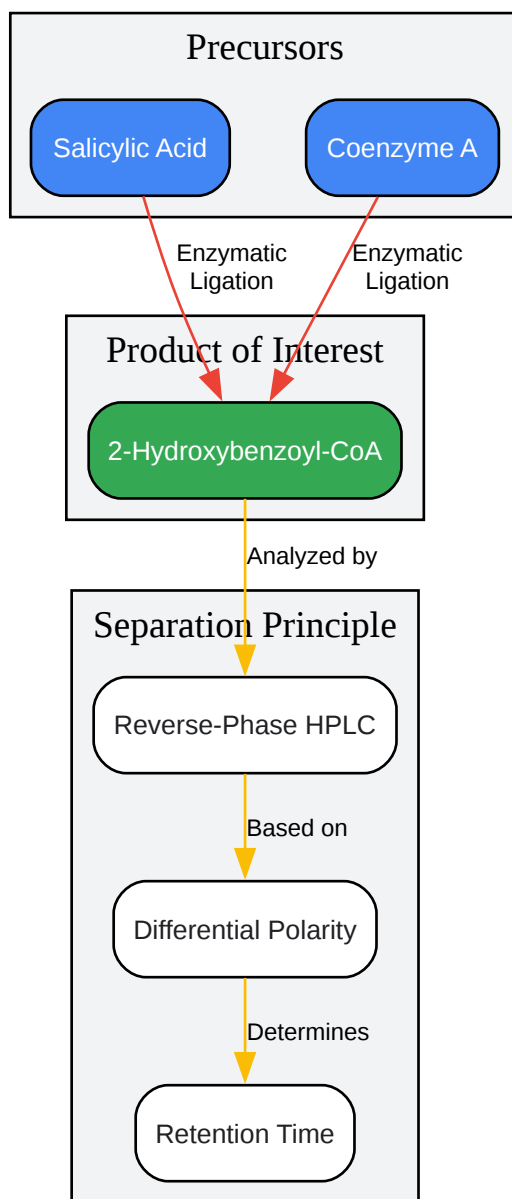 Precursors
Salicylic Acid
Coenzyme A
Enzymatic
Ligation
Enzymatic
Ligation
Product of Interest
2-Hydroxybenzoyl-CoA
Analyzed by
Separation Principle
Reverse-Phase HPLC
Based on
Differential Polarity
Determines
Retention Time